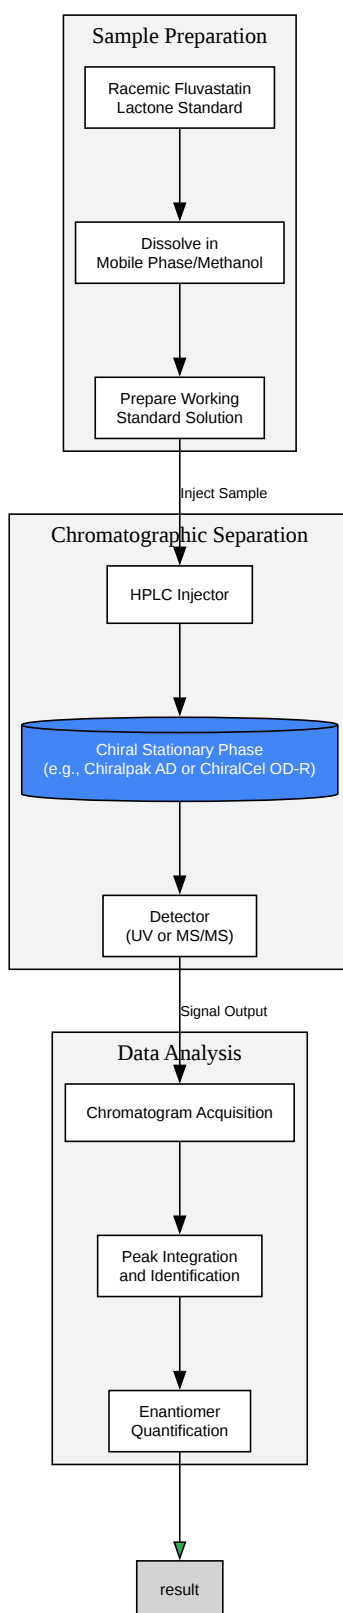 Sample Preparation
Racemic Fluvastatin
Lactone Standard
Dissolve in
Mobile Phase/Methanol
Prepare Working
Standard Solution
Inject Sample
Chromatographic Separation
HPLC Injector
Chiral Stationary Phase
(e.g., Chiralpak AD or ChiralCel OD-R)
Detector
(UV or MS/MS)
Signal Output
Data Analysis
Chromatogram Acquisition
Peak Integration
and Identification
Enantiomer
Quantification
result